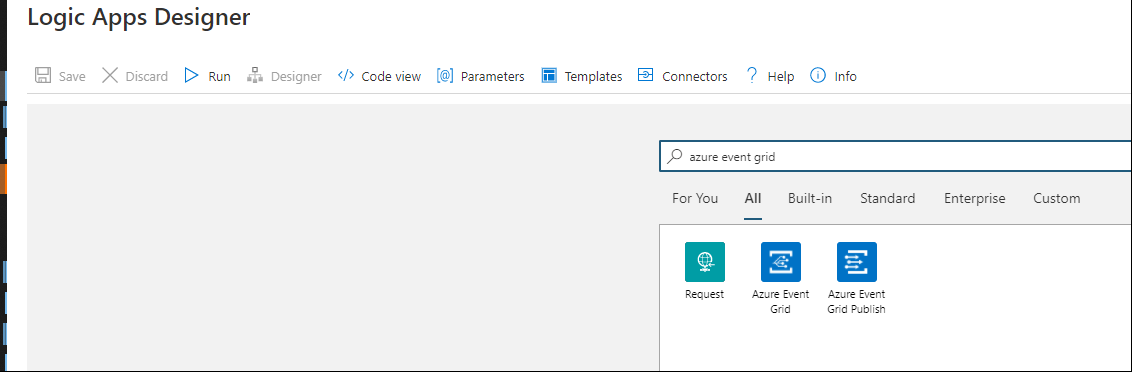 Logic Apps Designer
Save Discard Run Designer Code view Parameters Templates Connectors Help Info
azure event grid
For You All Built-in Standard Enterprise Custom
Request Azure Event Azure Event
Grid Grid Publish